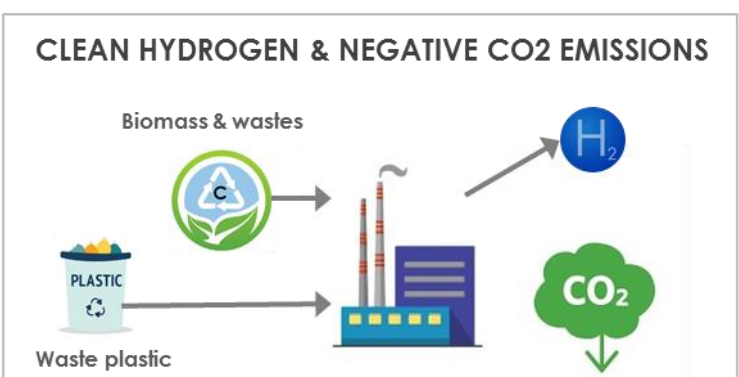 CLEAN HYDROGEN & NEGATIVE CO2 EMISSIONS
Biomass & wastes
H₂
C
PLASTIC
CO₂
Waste plastic